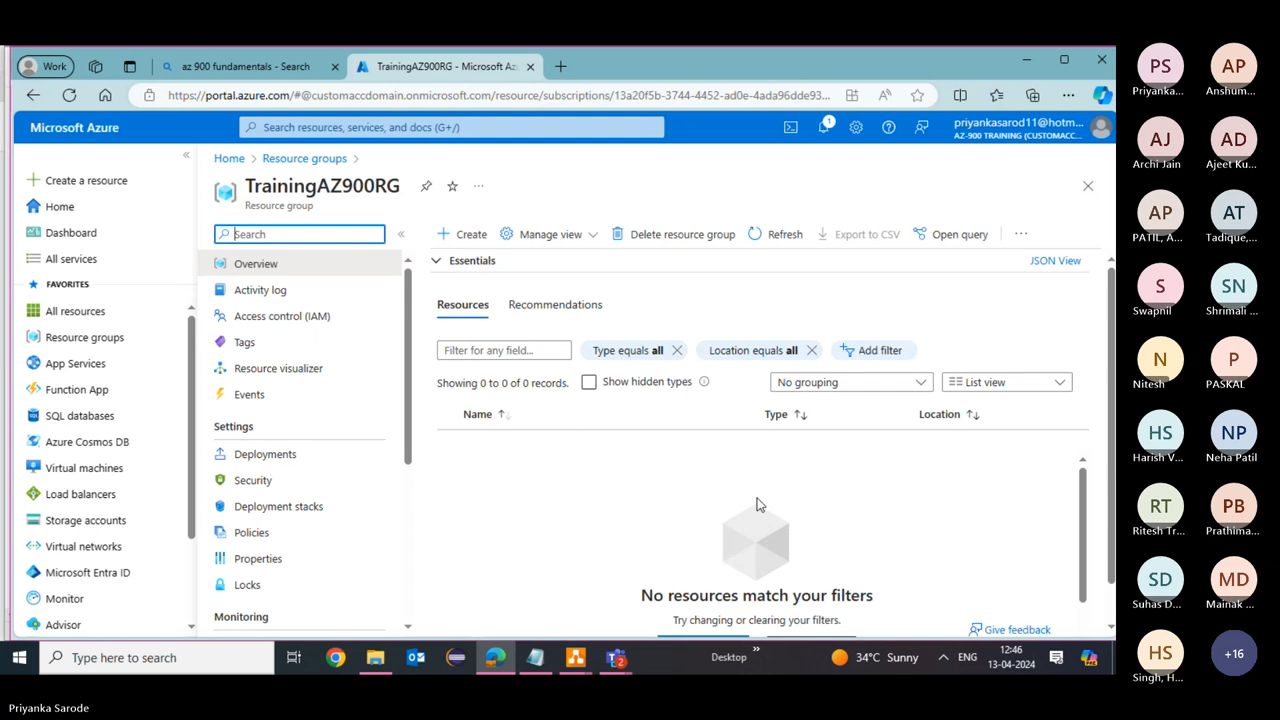 Work
az 900 fundamentals - Search
TrainingAZ900RG - Microsoft Az
https://portal.azure.com/#@customaccdomain.onmicrosoft.com/resource/subscriptions/13a20f5b-3744-4452-ad0e-4ada96dde93...
Microsoft Azure
Search resources, services, and docs (G+/)
1
priyankasarod11@hotm...
AZ-900 TRAINING (CUSTOMACC...
Create a resource
Home
Dashboard
All services
FAVORITES
All resources
Resource groups
App Services
Function App
SQL databases
Azure Cosmos DB
Virtual machines
Load balancers
Storage accounts
Virtual networks
Microsoft Entra ID
Monitor
Advisor
Home > Resource groups >
TrainingAZ900RG
Resource group
Search
Overview
Activity log
Access control (IAM)
Tags
Resource visualizer
Events
Settings
Deployments
Security
Deployment stacks
Policies
Properties
Locks
Monitoring
Create
Manage view
Delete resource group
Refresh
Export to CSV
Open query
Essentials
JSON View
Resources
Recommendations
Filter for any field...
Type equals all
Location equals all
Add filter
Showing 0 to 0 of 0 records.
Show hidden types
No grouping
List view
Name
Type
Location
No resources match your filters
Try changing or clearing your filters.
Give feedback
Type here to search
2
Desktop
34°C Sunny
ENG
12:46
13-04-2024
PS
Priyanka...
AP
Anshum...
AJ
Archi Jain
AD
Ajeet Ku...
AP
PATIL, A...
AT
Tadique,...
S
Swapnil
SN
Shrimali ...
N
Nitesh
P
PASKAL
HS
Harish V...
NP
Neha Patil
RT
Ritesh Tr...
PB
Prathima...
SD
Suhas D...
MD
Mainak ...
HS
Singh, H...
+16
Priyanka Sarode